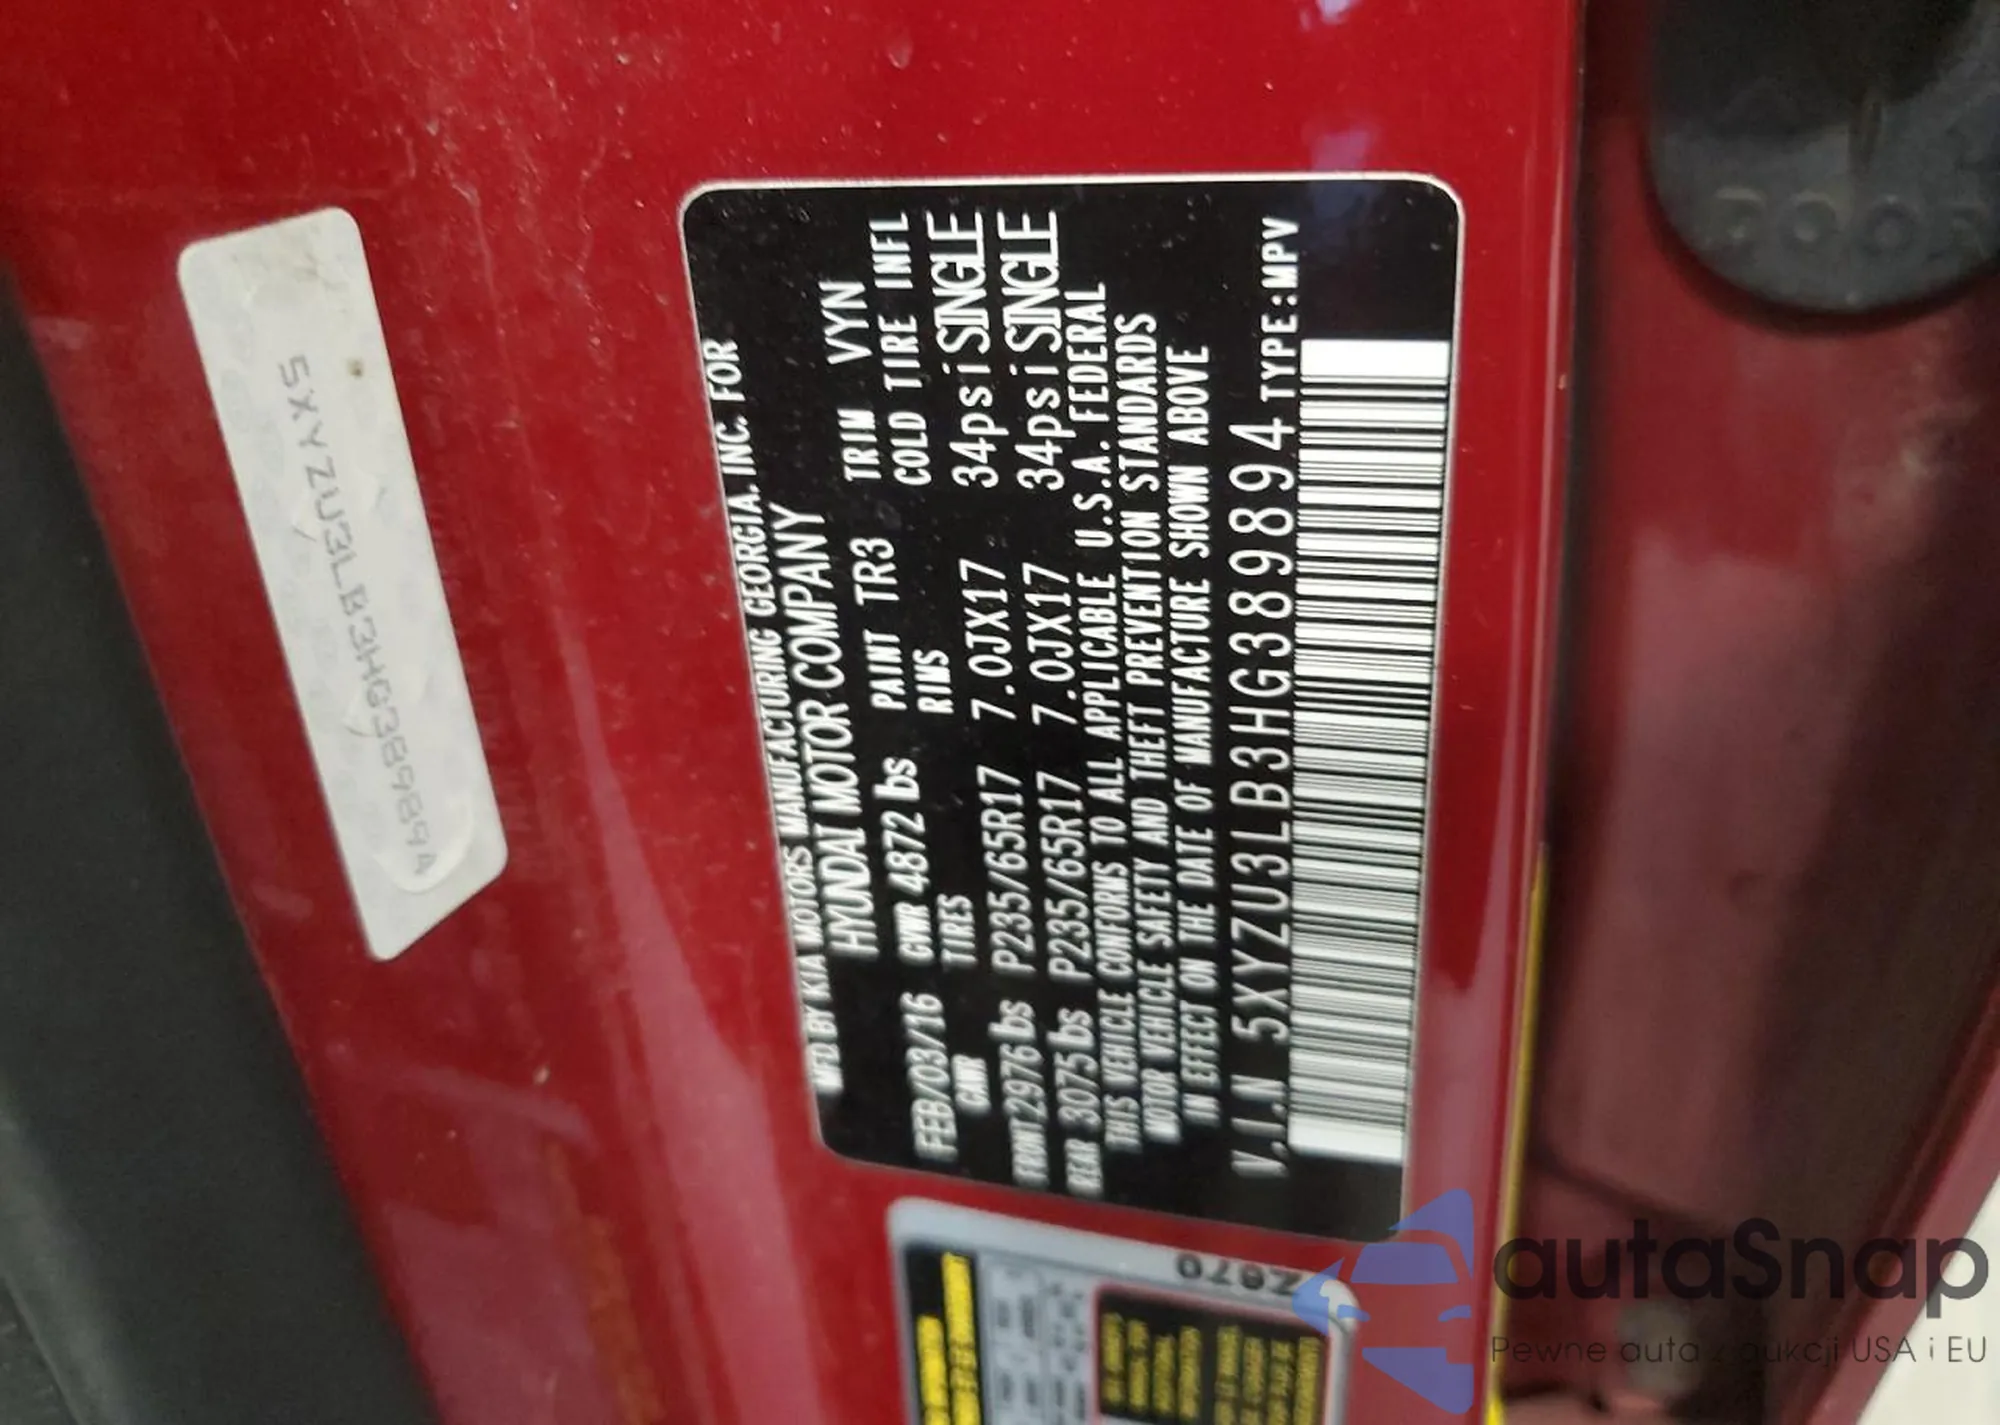 5XYZU3LB3HG389894
MFD BY KIA MOTORS MANUFACTURING GEORGIA. INC. FOR
HYUNDAI MOTOR COMPANY
FEB/03/16 GVWR 4872 lbs PAINT TR3 TRIM VYN
GAWR TIRES RIMS COLD TIRE INFL
FRONT 2976 lbs P235/65R17 7.0JX17 34psi SINGLE
REAR 3075 lbs P235/65R17 7.0JX17 34psi SINGLE
THIS VEHICLE CONFORMS TO ALL APPLICABLE U.S.A. FEDERAL
MOTOR VEHICLE SAFETY AND THEFT PREVENTION STANDARDS
IN EFFECT ON THE DATE OF MANUFACTURE SHOWN ABOVE
V.I.N 5XYZU3LB3HG389894 TYPE:MPV
autaSnap
Pewne auta z aukcji USA i EU